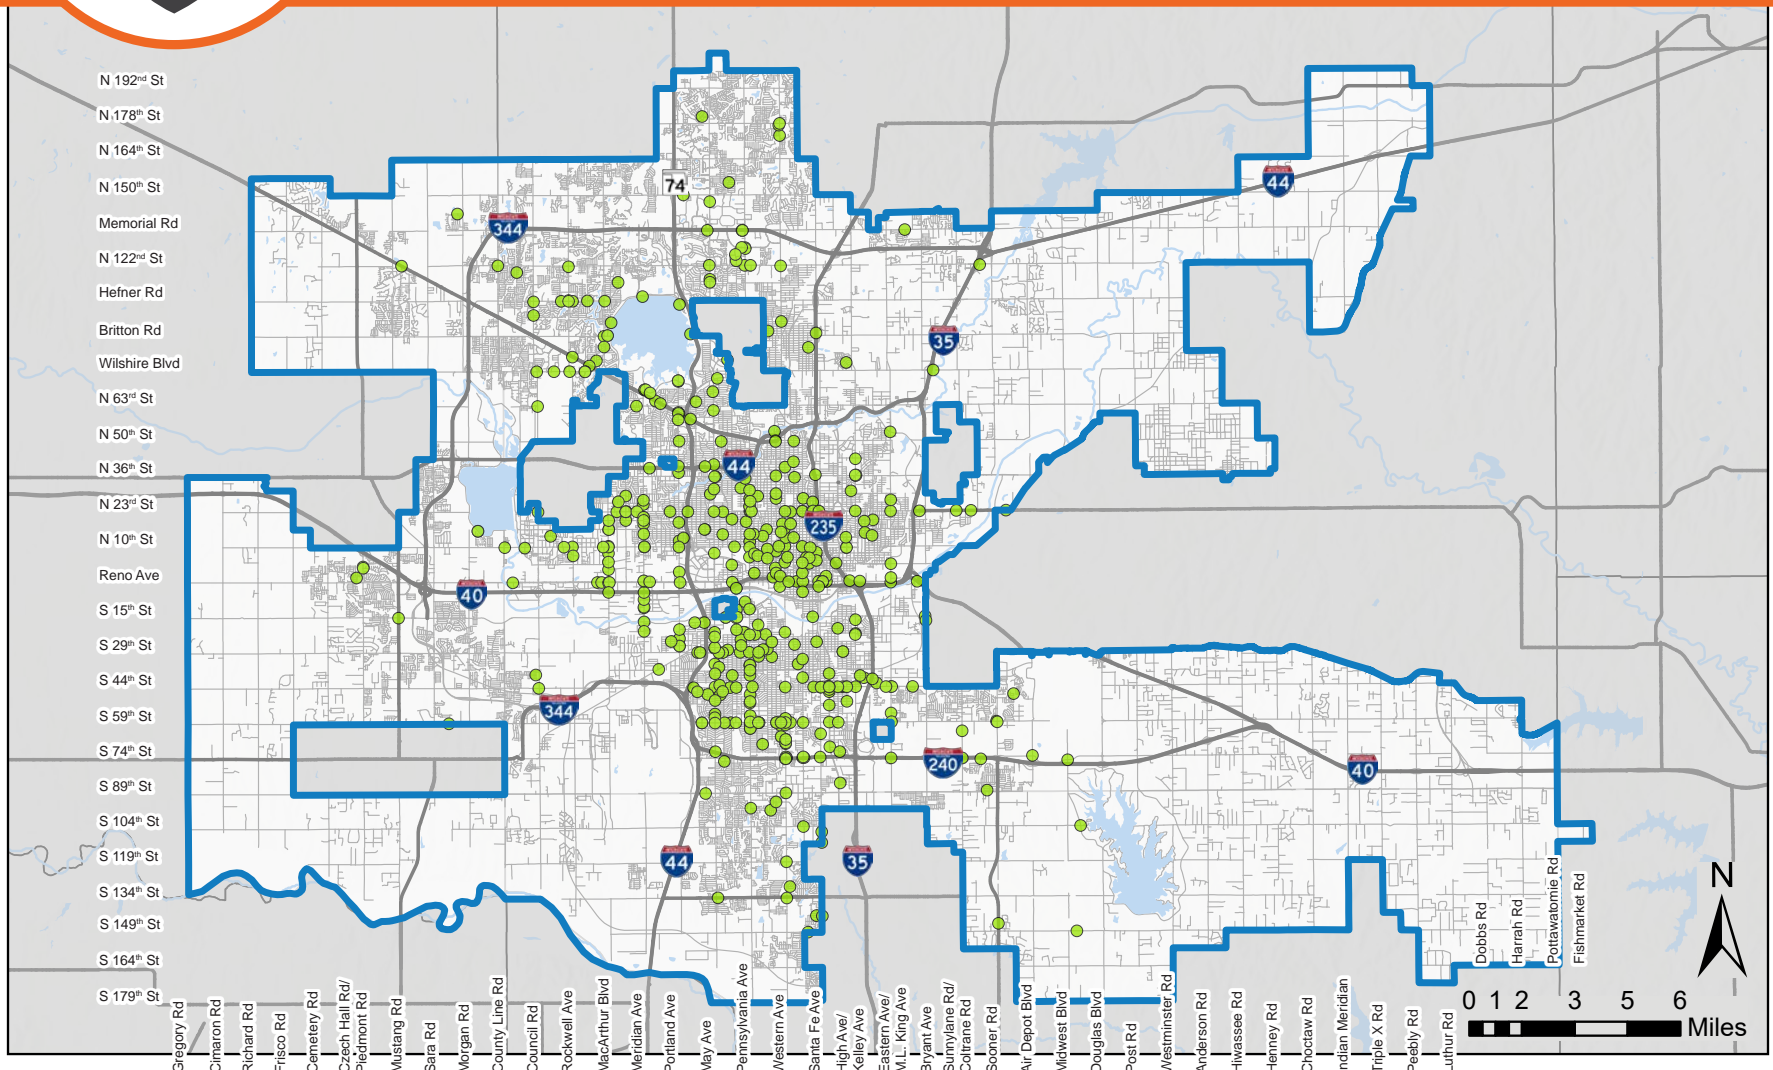 N 192nd St
N 178th St
N 164th St
N 150th St
Memorial Rd
N 122nd St
Hefner Rd
Britton Rd
Wilshire Blvd
N 63rd St
N 50th St
N 36th St
N 23rd St
N 10th St
Reno Ave
S 15th St
S 29th St
S 44th St
S 59th St
S 74th St
S 89th St
S 104th St
S 119th St
S 134th St
S 149th St
S 164th St
S 179th St
74
44
344
35
44
235
40
344
240
40
44
35
N
0 1 2 3 5 6
Miles
Gregory Rd
Cimaron Rd
Richard Rd
Frisco Rd
Cemetery Rd
Czech Hall Rd/
Piedmont Rd
Mustang Rd
Sara Rd
Morgan Rd
County Line Rd
Council Rd
Rockwell Ave
MacArthur Blvd
Meridian Ave
Portland Ave
May Ave
Pennsylvania Ave
Western Ave
Santa Fe Ave
High Ave/
Kelley Ave
Eastern Ave/
M.L. King Ave
Bryant Ave
Sunnylane Rd/
Coltrane Rd
Sooner Rd
Air Depot Blvd
Midwest Blvd
Douglas Blvd
Post Rd
Westminster Rd
Anderson Rd
Hiwassee Rd
Henney Rd
Choctaw Rd
Indian Meridian
Triple X Rd
Peebly Rd
Luthur Rd
Dobbs Rd
Harrah Rd
Pottawatomie Rd
Fishmarket Rd